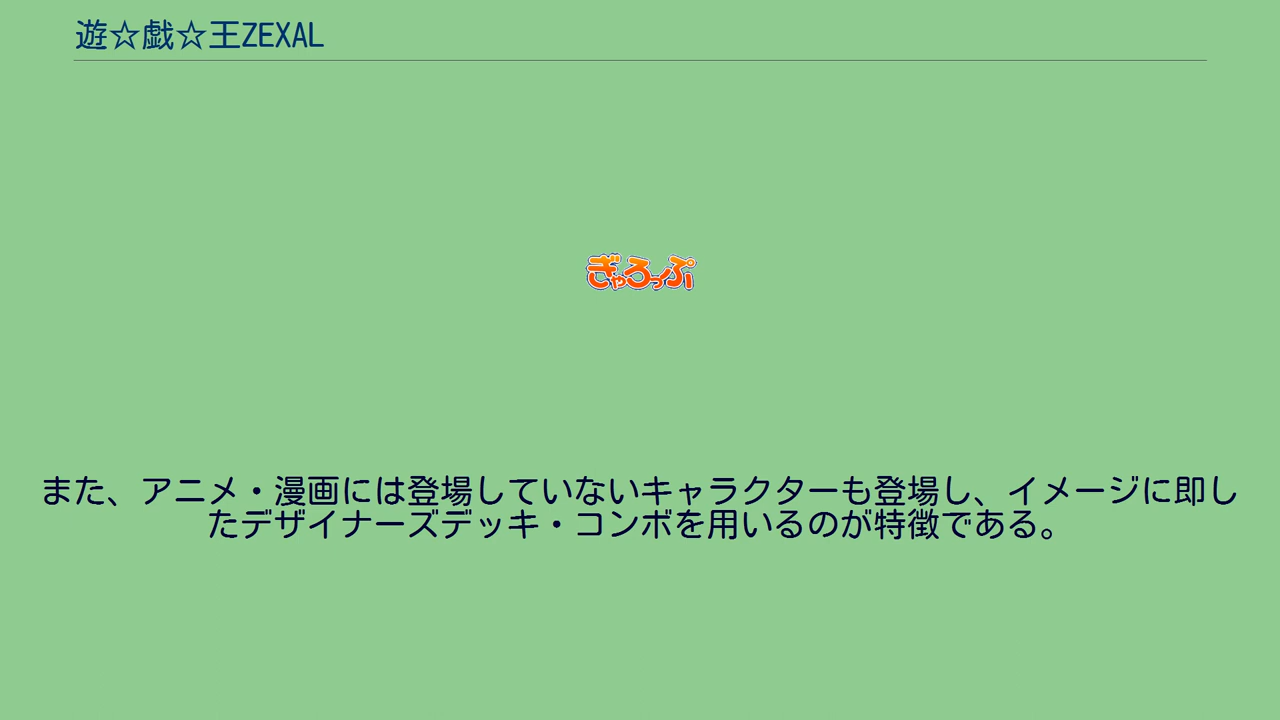 遊☆戯☆王ZEXAL
ぎゃろっぷ
また、アニメ・漫画には登場していないキャラクターも登場し、イメージに即し
たデザイナーズデッキ・コンボを用いるのが特徴である。